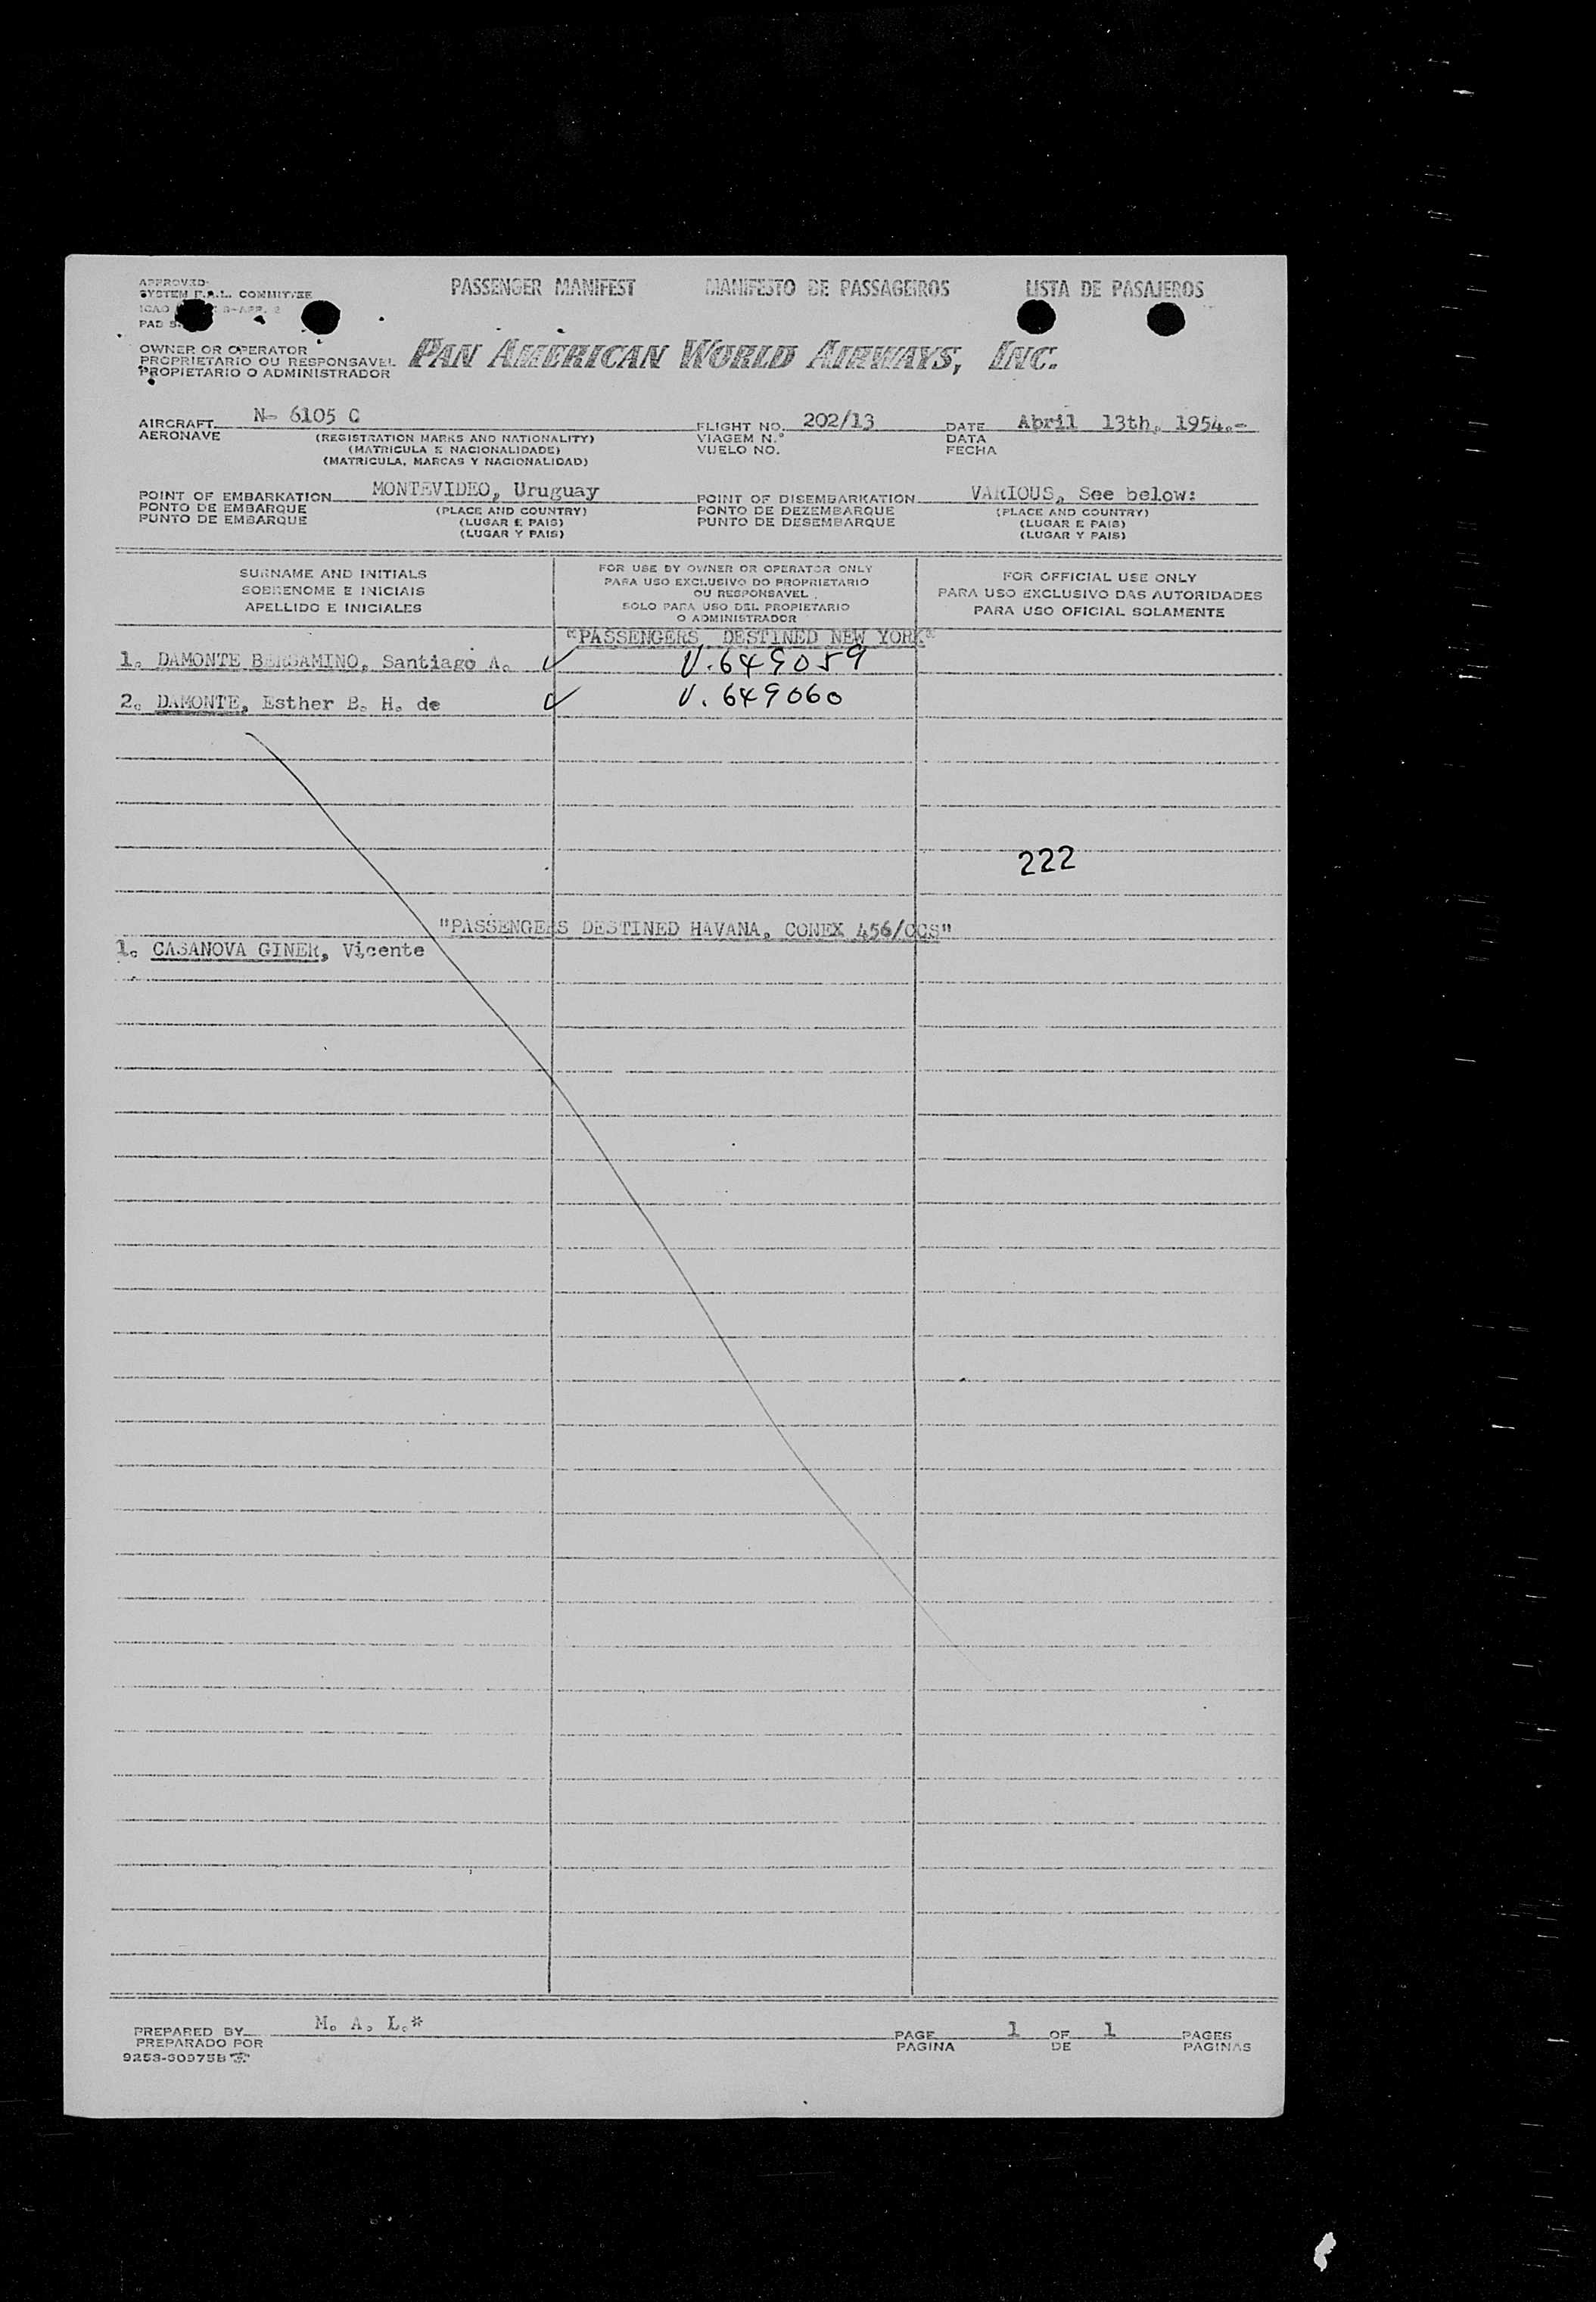 APPROVED
SYSTEM F.A.L. COMMITTEE
ICAO
PAD
PASSENGER MANIFEST MANIFESTO DE PASSAGEIROS LISTA DE PASAJEROS
OWNER OR OPERATOR
PROPRIETARIO OU RESPONSAVEL
PROPIETARIO O ADMINISTRADOR
PAN AMERICAN WORLD AIRWAYS, INC.
AIRCRAFT N- 6105 C FLIGHT NO. 202/13 DATE Abril 13th, 1954.-
AERONAVE (REGISTRATION MARKS AND NATIONALITY) VIAGEM N.º DATA
(MATRICULA E NACIONALIDADE) VUELO NO. FECHA
(MATRICULA, MARCAS Y NACIONALIDAD)
POINT OF EMBARKATION MONTEVIDEO, Uruguay POINT OF DISEMBARKATION VARIOUS, See below:
PONTO DE EMBARQUE (PLACE AND COUNTRY) PONTO DE DEZEMBARQUE (PLACE AND COUNTRY)
PUNTO DE EMBARQUE (LUGAR E PAIS) PUNTO DE DESEMBARQUE (LUGAR E PAIS)
(LUGAR Y PAIS) (LUGAR Y PAIS)
SURNAME AND INITIALS
SOBRENOME E INICIAIS
APELLIDO E INICIALES
FOR USE BY OWNER OR OPERATOR ONLY
PARA USO EXCLUSIVO DO PROPRIETARIO
OU RESPONSAVEL
SOLO PARA USO DEL PROPIETARIO
O ADMINISTRADOR
FOR OFFICIAL USE ONLY
PARA USO EXCLUSIVO DAS AUTORIDADES
PARA USO OFICIAL SOLAMENTE
"PASSENGERS DESTINED NEW YORK"
1. DAMONTE BERGAMINO, Santiago A. ✓ V.649059
2. DAMONTE, Esther B. H. de ✓ V. 649060
222
"PASSENGERS DESTINED HAVANA, CONEX 456/CCS"
1. CASANOVA GINER, Vicente
PREPARED BY M. A. L.* PAGE 1 OF 1 PAGES
PREPARADO POR PAGINA DE PAGINAS
9253-60975B